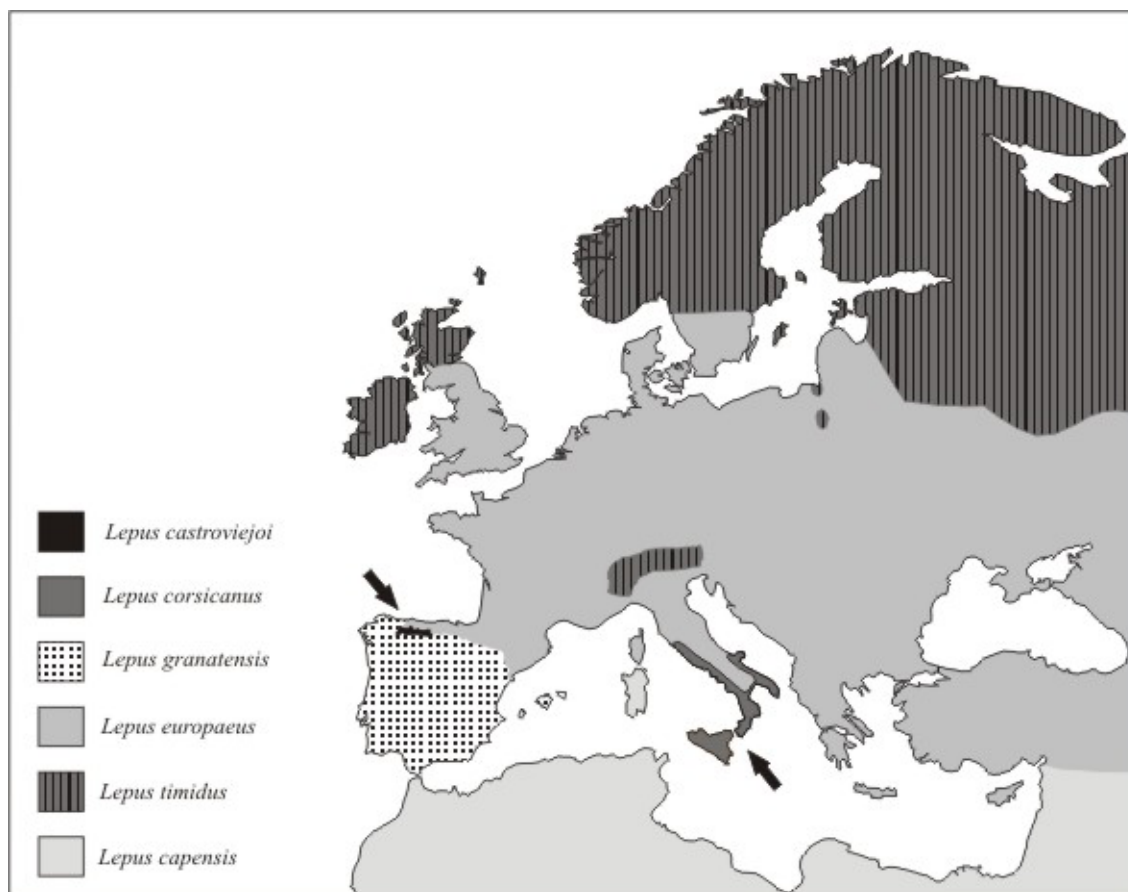 Lepus castroviejoi
Lepus corsicanus
Lepus granatensis
Lepus europaeus
Lepus timidus
Lepus capensis